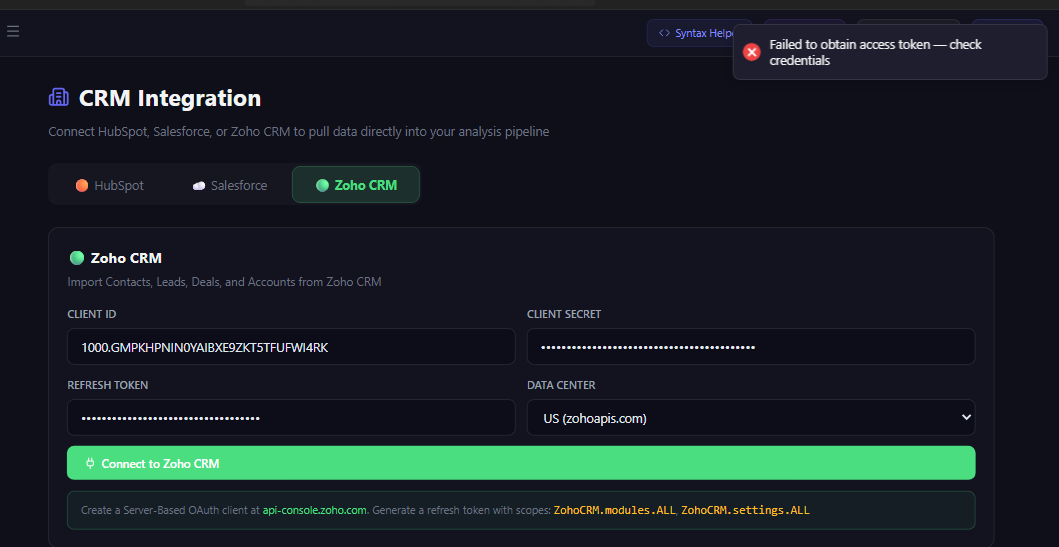 Syntax Helpe
Failed to obtain access token — check
credentials
CRM Integration
Connect HubSpot, Salesforce, or Zoho CRM to pull data directly into your analysis pipeline
HubSpot
Salesforce
Zoho CRM
Zoho CRM
Import Contacts, Leads, Deals, and Accounts from Zoho CRM
CLIENT ID
CLIENT SECRET
1000.GMPKHPNIN0YAIBXE9ZKT5TFUFWI4RK
REFRESH TOKEN
DATA CENTER
US (zohoapis.com)
Connect to Zoho CRM
Create a Server-Based OAuth client at api-console.zoho.com. Generate a refresh token with scopes: ZohoCRM.modules.ALL, ZohoCRM.settings.ALL